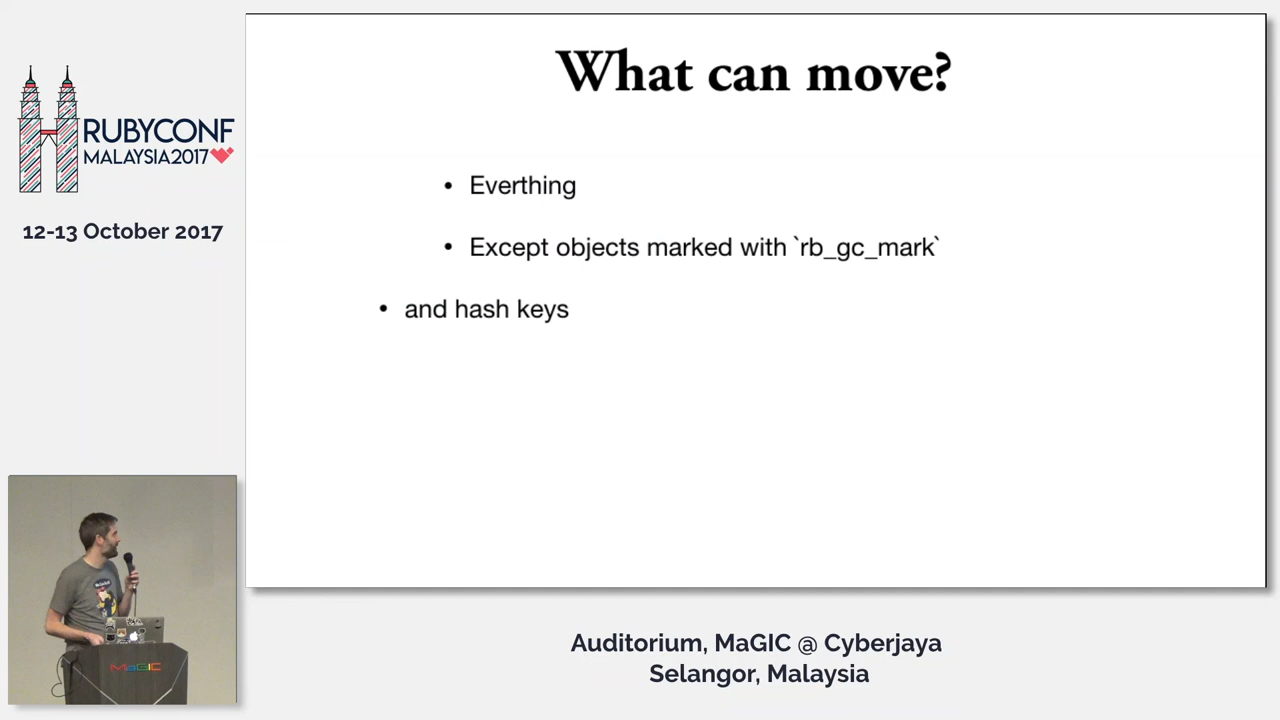 RUBYCONF
MALAYSIA2017
12-13 October 2017
What can move?
• Everthing
• Except objects marked with `rb_gc_mark`
• and hash keys
MaGIC
Auditorium, MaGIC @ Cyberjaya
Selangor, Malaysia